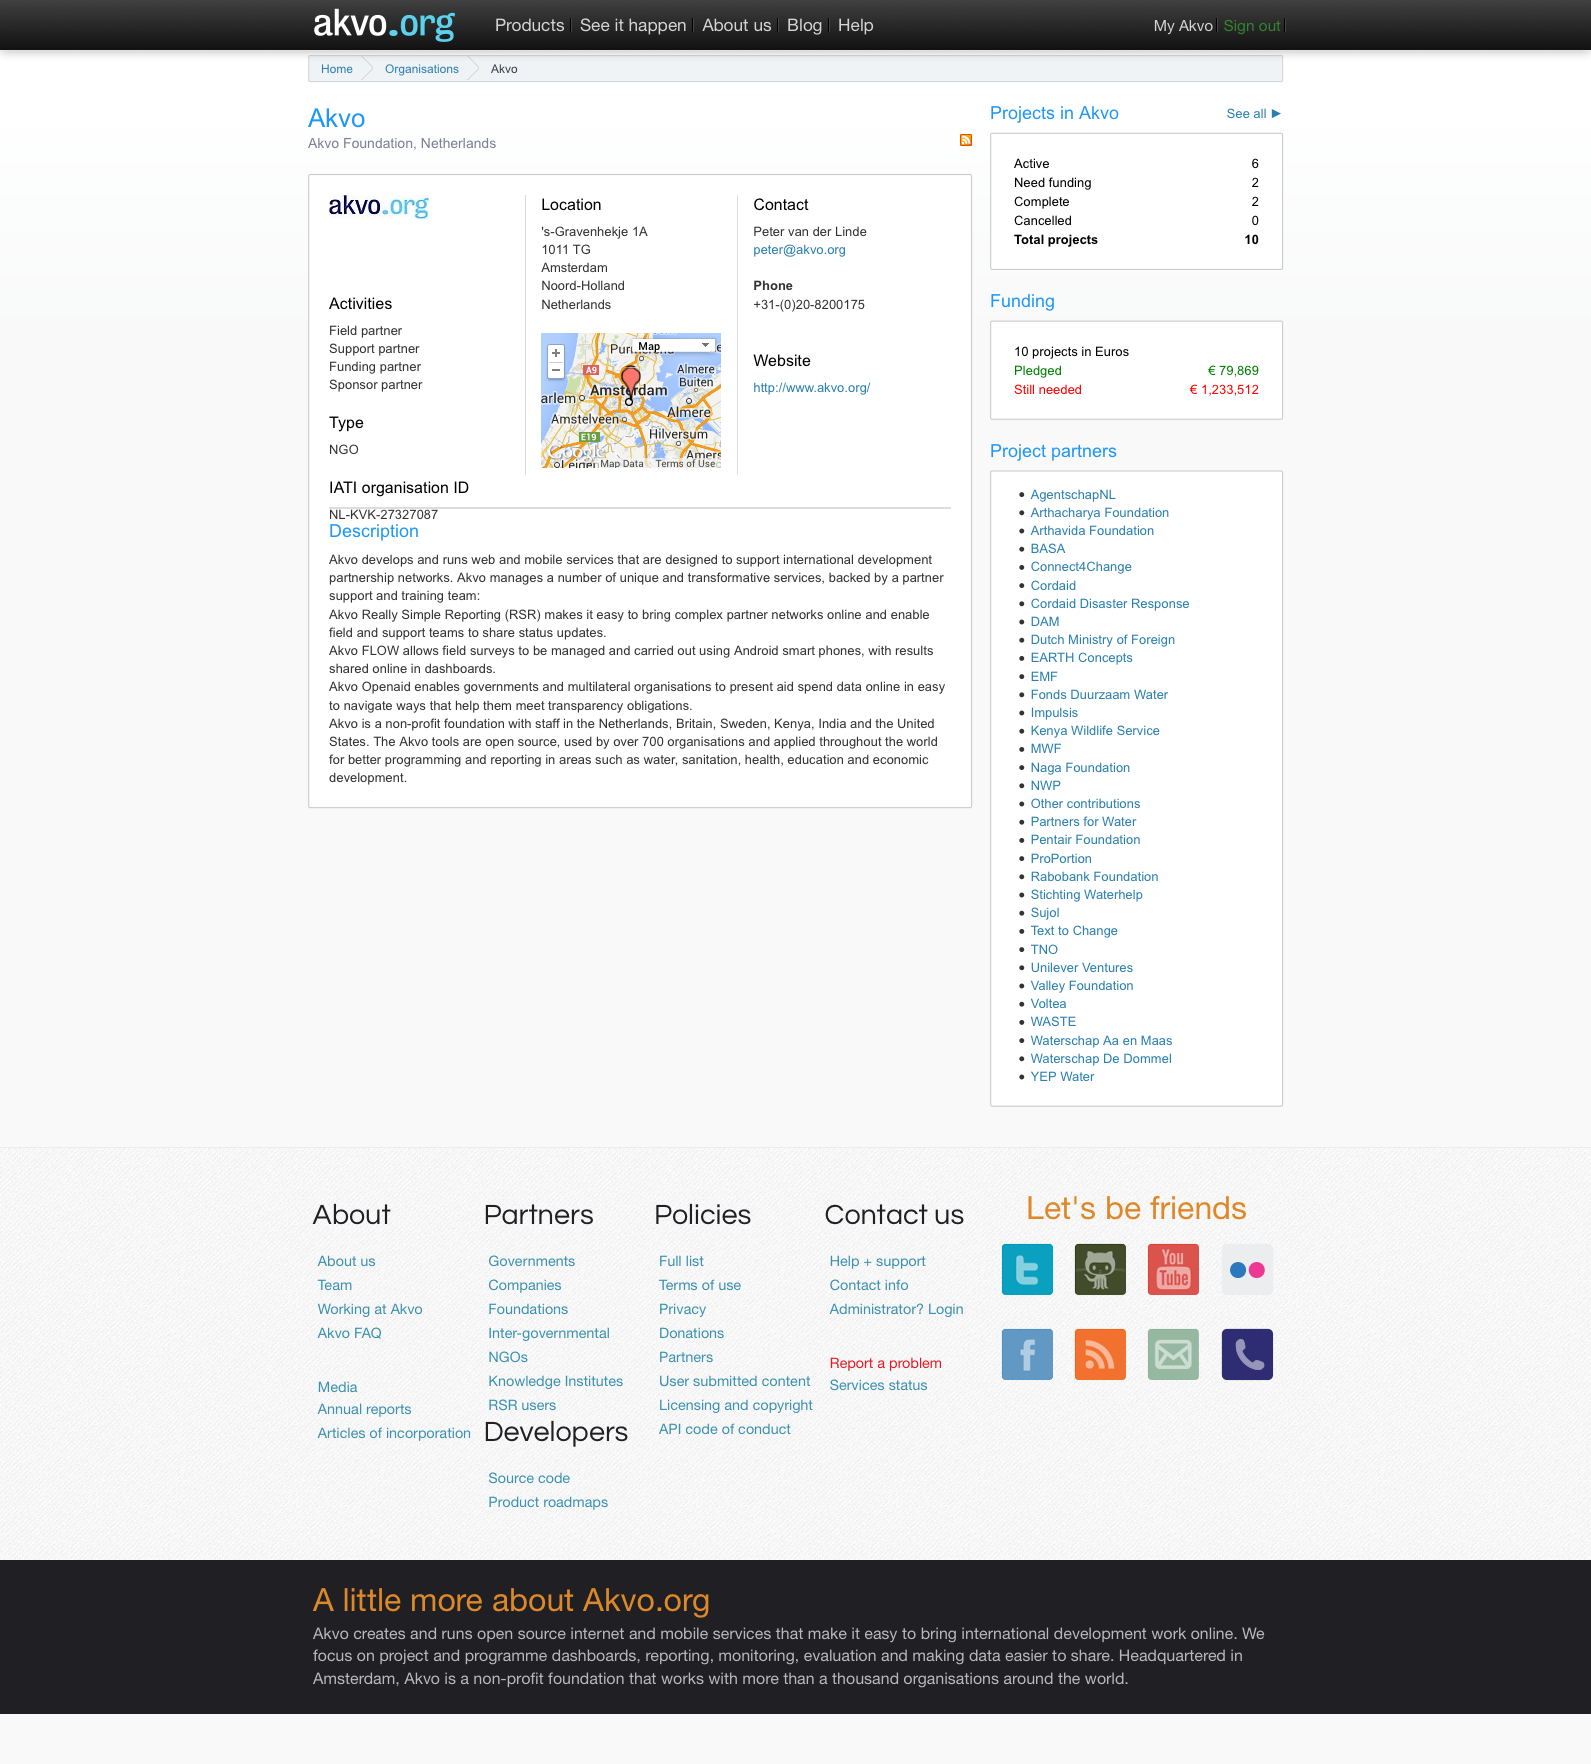 akvo.org
Products
See it happen
About us
Blog
Help
My Akvo
Sign out
Home
Organisations
Akvo
Akvo
Akvo Foundation, Netherlands
akvo.org
Activities
Field partner
Support partner
Funding partner
Sponsor partner
Type
NGO
IATI organisation ID
NL-KVK-27327087
Location
's-Gravenhekje 1A
1011 TG
Amsterdam
Noord-Holland
Netherlands
Map
A9
Almere
Buiten
Amsterdam
arlem
Almere
Amstelveen
E19
Hilversum
Google
Amers
Map Data
Terms of Use
Contact
Peter van der Linde
peter@akvo.org
Phone
+31-(0)20-8200175
Website
http://www.akvo.org/
Description
Akvo develops and runs web and mobile services that are designed to support international development
partnership networks. Akvo manages a number of unique and transformative services, backed by a partner
support and training team:
Akvo Really Simple Reporting (RSR) makes it easy to bring complex partner networks online and enable
field and support teams to share status updates.
Akvo FLOW allows field surveys to be managed and carried out using Android smart phones, with results
shared online in dashboards.
Akvo Openaid enables governments and multilateral organisations to present aid spend data online in easy
to navigate ways that help them meet transparency obligations.
Akvo is a non-profit foundation with staff in the Netherlands, Britain, Sweden, Kenya, India and the United
States. The Akvo tools are open source, used by over 700 organisations and applied throughout the world
for better programming and reporting in areas such as water, sanitation, health, education and economic
development.
Projects in Akvo
See all ►
Active 6
Need funding 2
Complete 2
Cancelled 0
Total projects 10
Funding
10 projects in Euros
Pledged € 79,869
Still needed € 1,233,512
Project partners
• AgentschapNL
• Arthacharya Foundation
• Arthavida Foundation
• BASA
• Connect4Change
• Cordaid
• Cordaid Disaster Response
• DAM
• Dutch Ministry of Foreign
• EARTH Concepts
• EMF
• Fonds Duurzaam Water
• Impulsis
• Kenya Wildlife Service
• MWF
• Naga Foundation
• NWP
• Other contributions
• Partners for Water
• Pentair Foundation
• ProPortion
• Rabobank Foundation
• Stichting Waterhelp
• Sujol
• Text to Change
• TNO
• Unilever Ventures
• Valley Foundation
• Voltea
• WASTE
• Waterschap Aa en Maas
• Waterschap De Dommel
• YEP Water
About
About us
Team
Working at Akvo
Akvo FAQ
Media
Annual reports
Articles of incorporation
Partners
Governments
Companies
Foundations
Inter-governmental
NGOs
Knowledge Institutes
RSR users
Developers
Source code
Product roadmaps
Policies
Full list
Terms of use
Privacy
Donations
Partners
User submitted content
Licensing and copyright
API code of conduct
Contact us
Help + support
Contact info
Administrator? Login
Report a problem
Services status
Let's be friends
You
Tube
A little more about Akvo.org
Akvo creates and runs open source internet and mobile services that make it easy to bring international development work online. We
focus on project and programme dashboards, reporting, monitoring, evaluation and making data easier to share. Headquartered in
Amsterdam, Akvo is a non-profit foundation that works with more than a thousand organisations around the world.